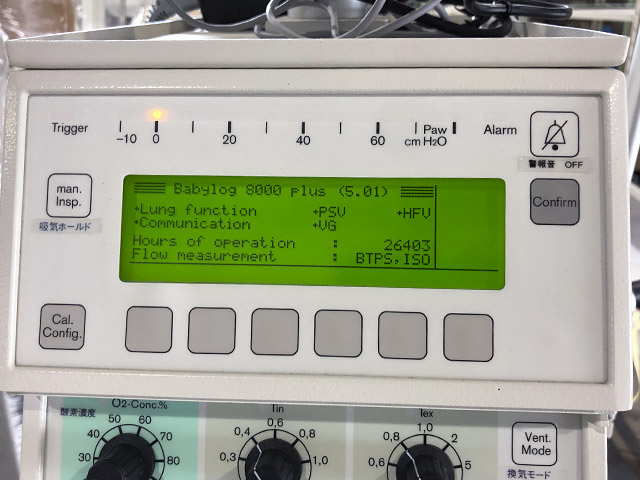 Trigger
-10 0 20 40 60 Paw
cm H2O
Alarm
警報音 OFF
man.
Insp.
吸気ホールド
Babylog 8000 plus (5.01)
+Lung function +PSV +HFV
+Communication +VG
Hours of operation : 26403
Flow measurement : BTPS,ISO
Confirm
Cal.
Config.
O2-Conc.%
酸素濃度
50 60
40 70
30 80
Tin
0,4 0,6 0,8
0,3 1,0
Tex
0,8 1,0 2
0,6 5
Vent.
Mode
換気モード